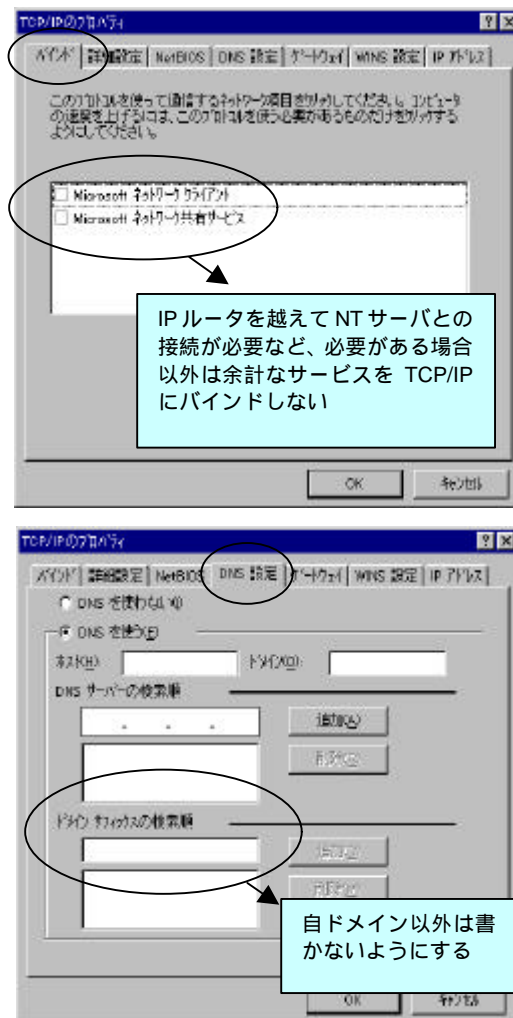 TCP/IPのプロパティ
バインド 詳細設定 NetBIOS DNS 設定 ゲートウェイ WINS 設定 IP アドレス
このプロトコルを使って通信するネットワーク項目をクリックしてください。コンピュータ
の速度を上げるには、このプロトコルを使う必要があるものだけをクリックする
ようにしてください。
Microsoft ネットワーク クライアント
Microsoft ネットワーク共有サービス
IP ルータを越えて NT サーバとの
接続が必要など、必要がある場合
以外は余計なサービスを TCP/IP
にバインドしない
OK キャンセル
TCP/IPのプロパティ
バインド 詳細設定 NetBIOS DNS 設定 ゲートウェイ WINS 設定 IP アドレス
DNS を使わない(I)
DNS を使う(E)
ホスト(H): ドメイン(O):
DNS サーバーの検索順
追加(A)
削除(R)
ドメイン サフィックスの検索順
追加(D)
削除
自ドメイン以外は書
かないようにする
OK キャンセル